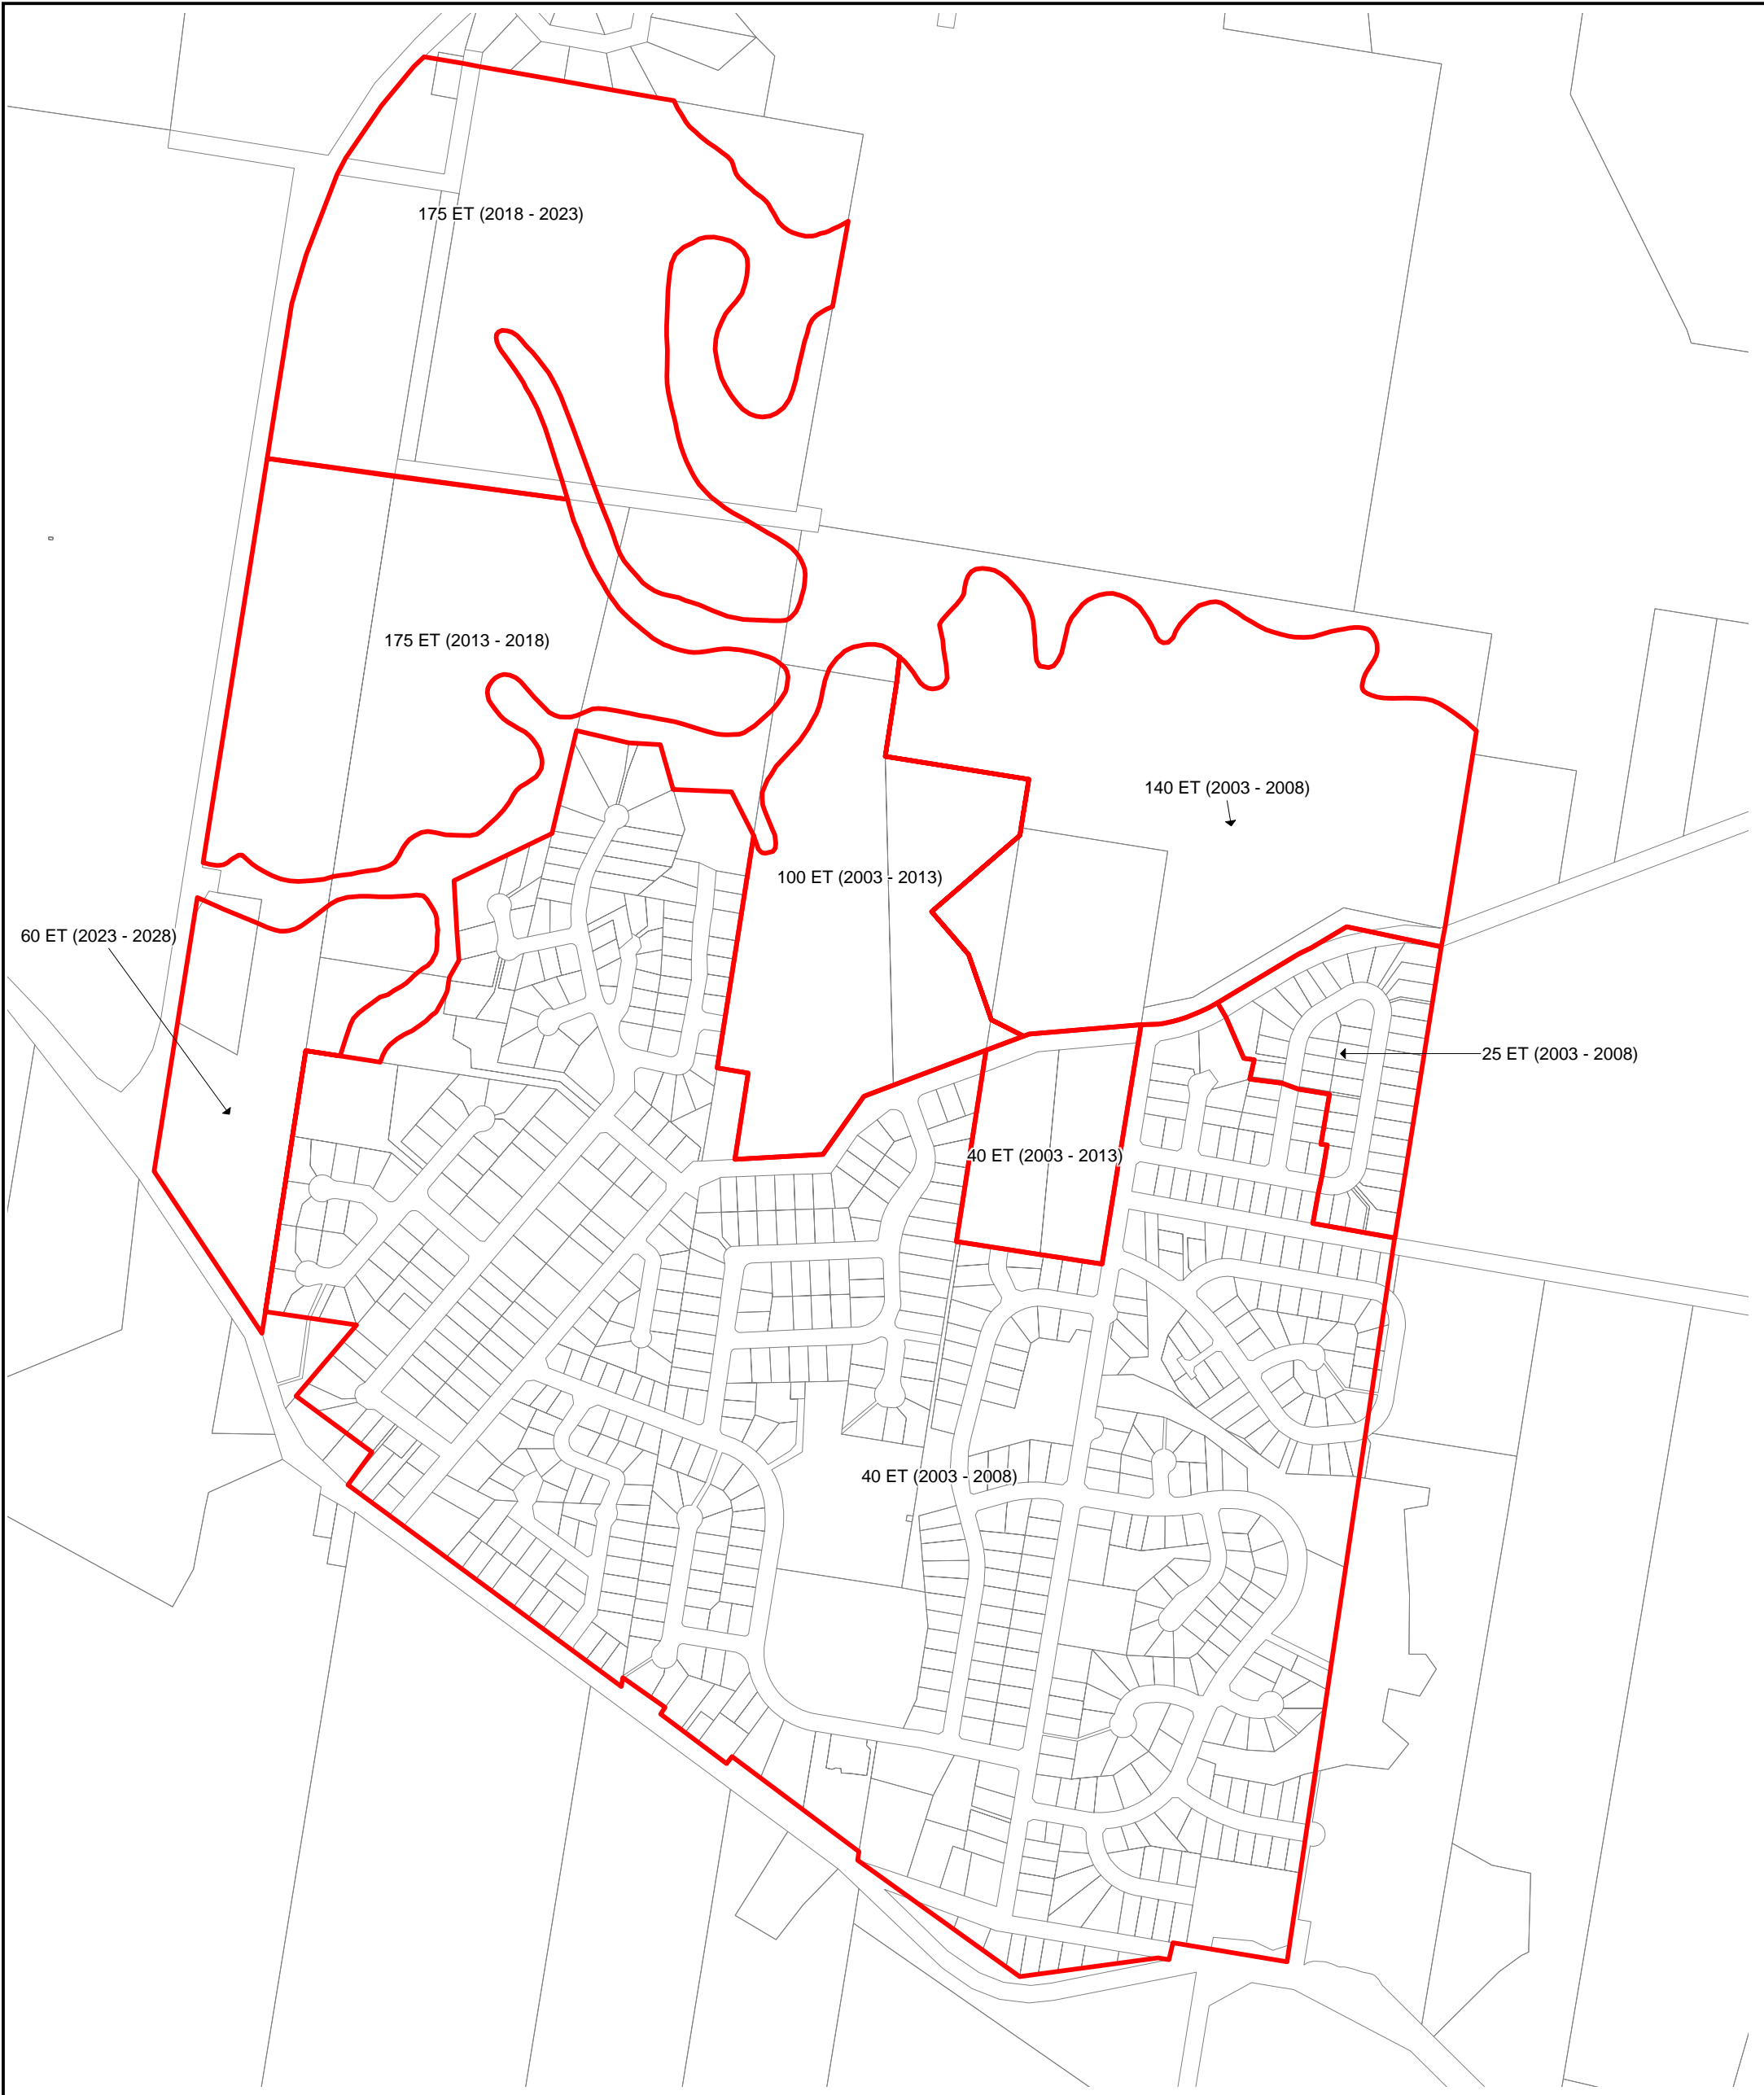 175 ET (2018 - 2023)
175 ET (2013 - 2018)
140 ET (2003 - 2008)
100 ET (2003 - 2013)
60 ET (2023 - 2028)
25 ET (2003 - 2008)
40 ET (2003 - 2013)
40 ET (2003 - 2008)